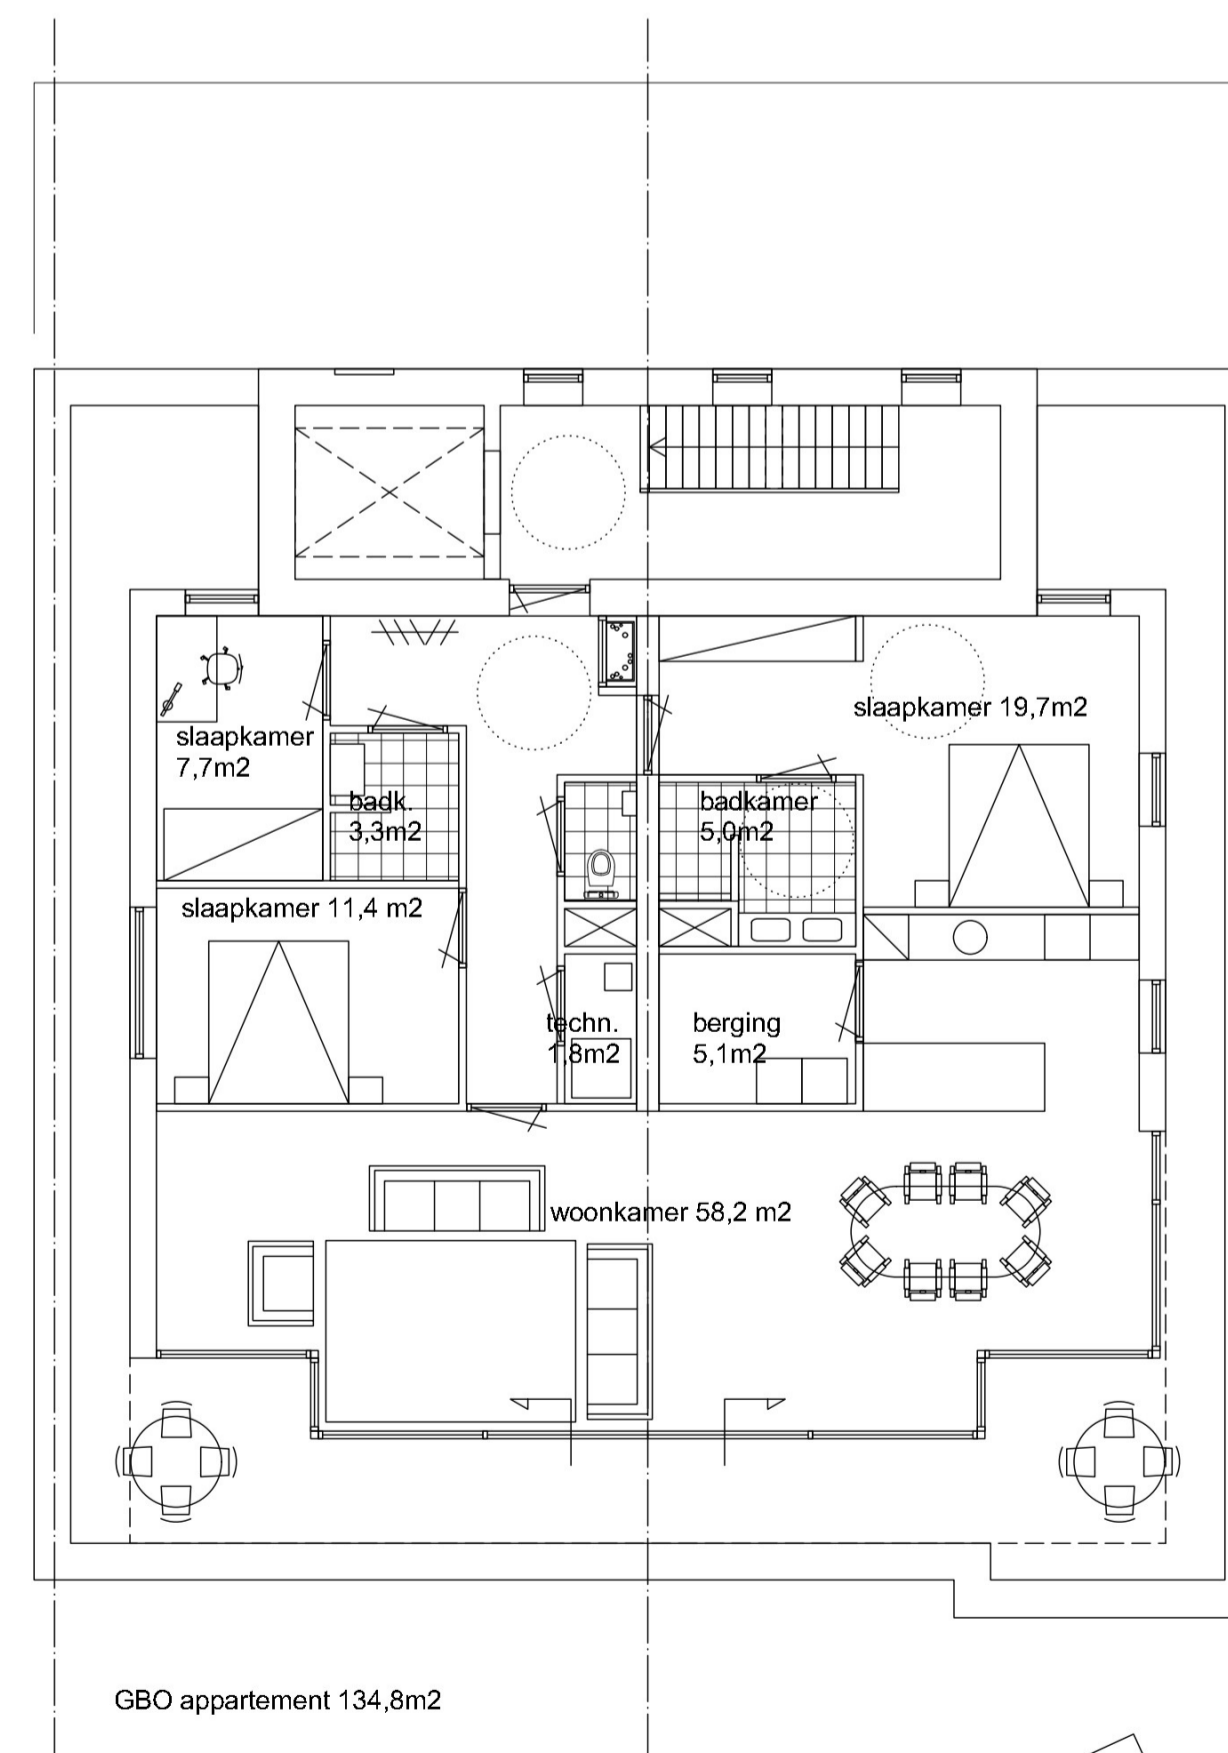 slaapkamer 19,7m2
slaapkamer
7,7m2
badk.
3,3m2
badkamer
5,0m2
slaapkamer 11,4 m2
techn.
1,8m2
berging
5,1m2
woonkamer 58,2 m2
GBO appartement 134,8m2